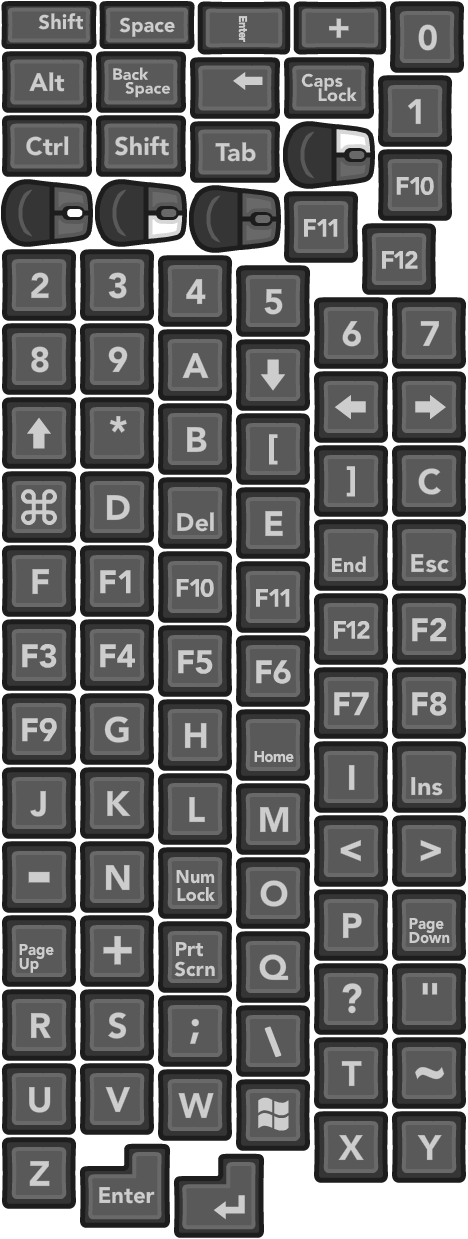 Shift
Space
Enter
+
0
Alt
Back
Space
Caps
Lock
1
Ctrl
Shift
Tab
F10
F11
F12
2
3
4
5
6
7
8
9
A
*
B
[
]
C
⌘
D
Del
E
End
Esc
F
F1
F10
F11
F12
F2
F3
F4
F5
F6
F7
F8
F9
G
H
Home
I
Ins
J
K
L
M
<
>
-
N
Num
Lock
O
P
Page
Down
Page
Up
+
Prt
Scrn
Q
?
"
R
S
;
\
T
~
U
V
W
X
Y
Z
Enter